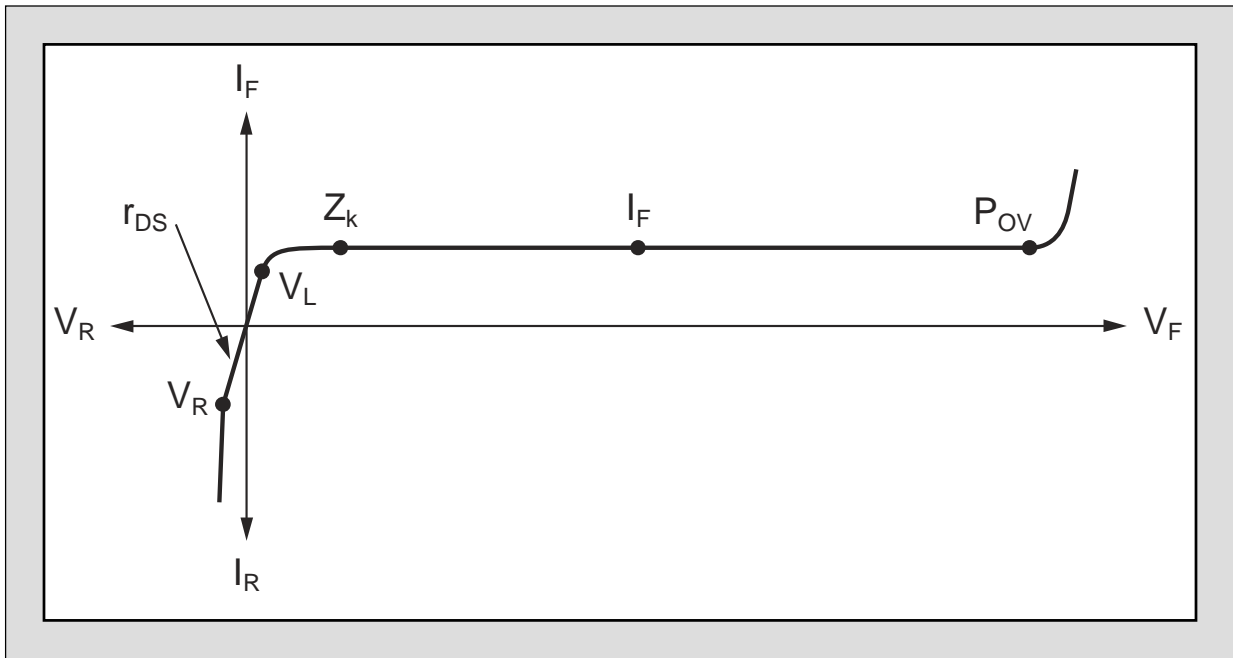 I_F
r_DS
Z_k
I_F
P_OV
V_L
V_R
V_F
V_R
I_R